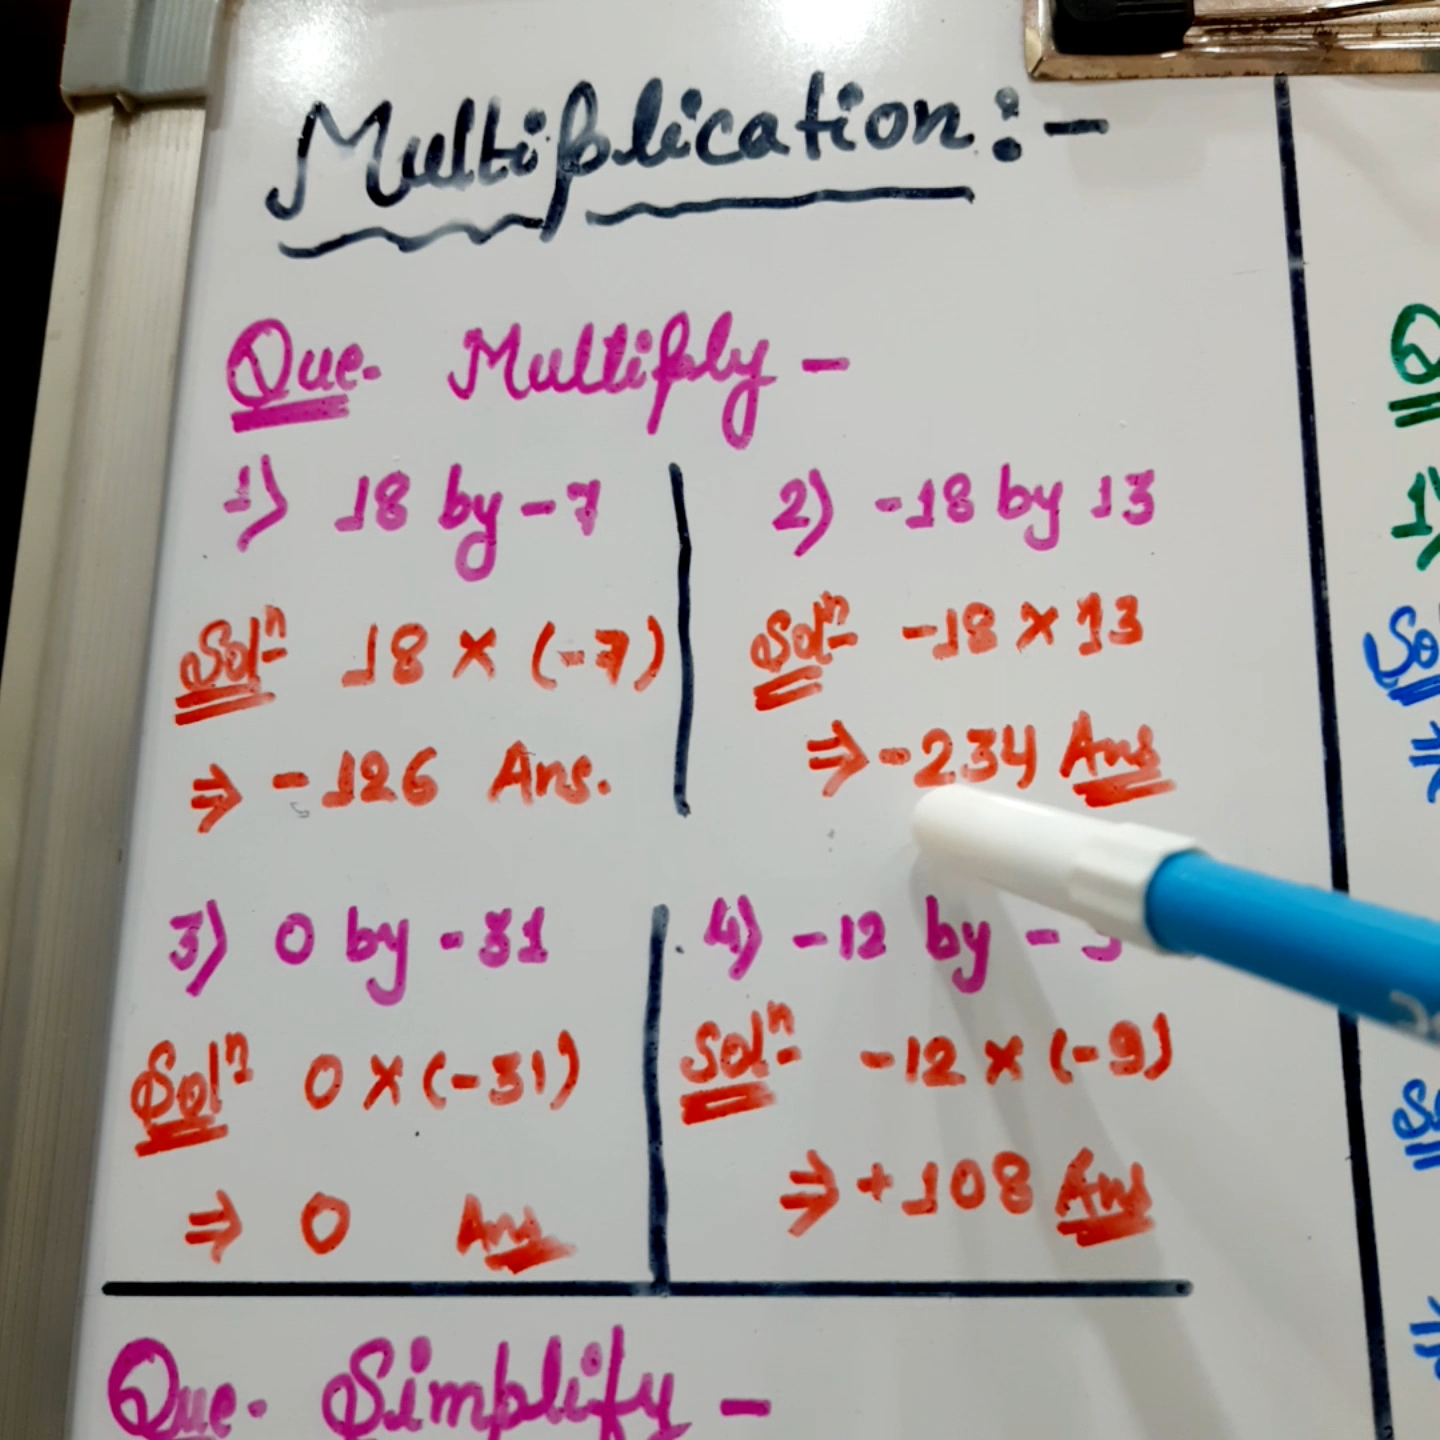 Multiplication:-
Que. Multiply -
1) 18 by -7
Solⁿ- 18 × (-7)
⇒ -126 Ans.
2) -18 by 13
Solⁿ- -18 × 13
⇒ -234 Ans
3) 0 by -31
Solⁿ- 0 × (-31)
⇒ 0 Ans
4) -12 by -
Solⁿ- -12 × (-9)
⇒ +108 Ans
Que. Simplify -
Q
1)
So